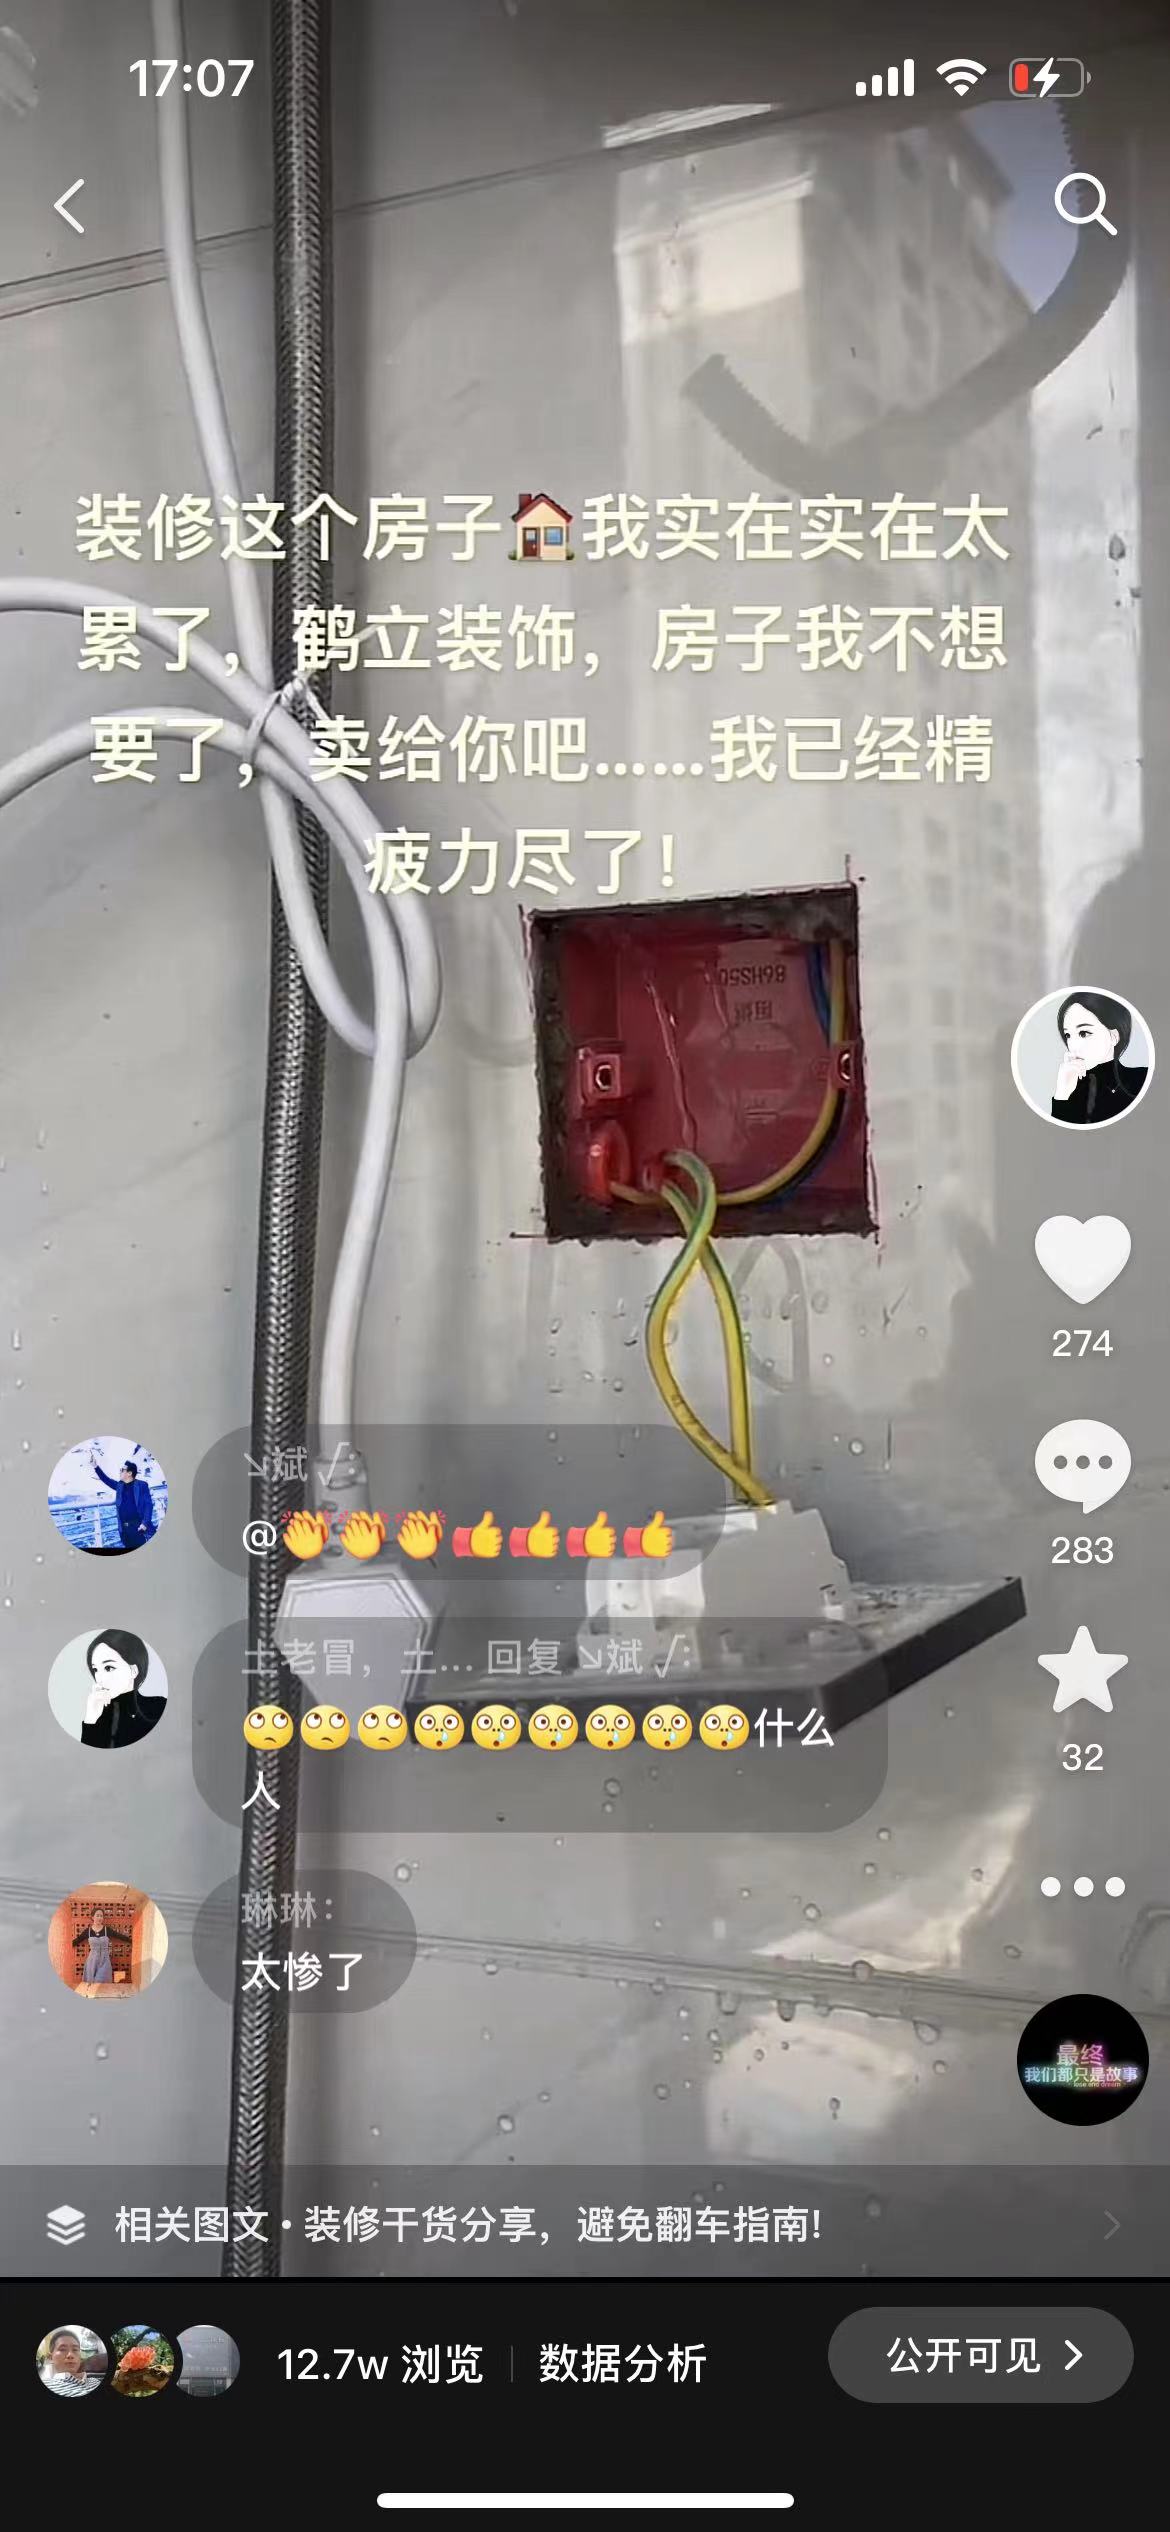 17:07
装修这个房子🏠我实在实在太
累了，鹤立装饰，房子我不想
要了，卖给你吧……我已经精
疲力尽了！
86HS50
274
↘斌√:
@👏👏👏👍👍👍👍
283
土老冒，土... 回复 ↘斌√:
🙄🙄🙄😯😯😯😯😯😯什么
人
32
琳琳:
太惨了
最终
我们都只是故事
相关图文·装修干货分享，避免翻车指南!
12.7w 浏览
数据分析
公开可见